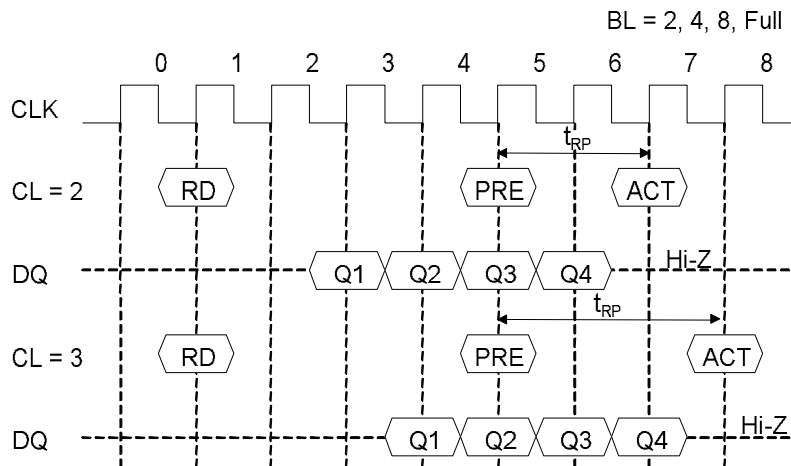 BL = 2, 4, 8, Full
0 1 2 3 4 5 6 7 8
CLK
tRP
CL = 2 RD PRE ACT
DQ Q1 Q2 Q3 Q4 Hi-Z
tRP
CL = 3 RD PRE ACT
DQ Q1 Q2 Q3 Q4 Hi-Z